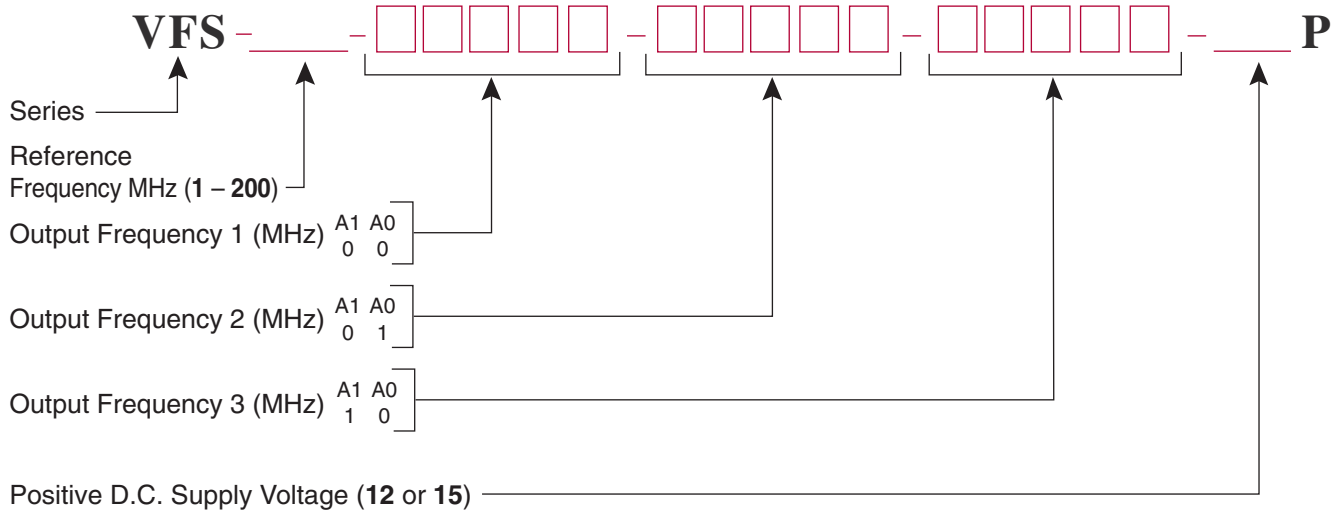 VFS - ____ - □□□□□ - □□□□□ - □□□□□ - ____ P
Series
Reference
Frequency MHz (1 – 200)
Output Frequency 1 (MHz) A1 A0
0 0
Output Frequency 2 (MHz) A1 A0
0 1
Output Frequency 3 (MHz) A1 A0
1 0
Positive D.C. Supply Voltage (12 or 15)